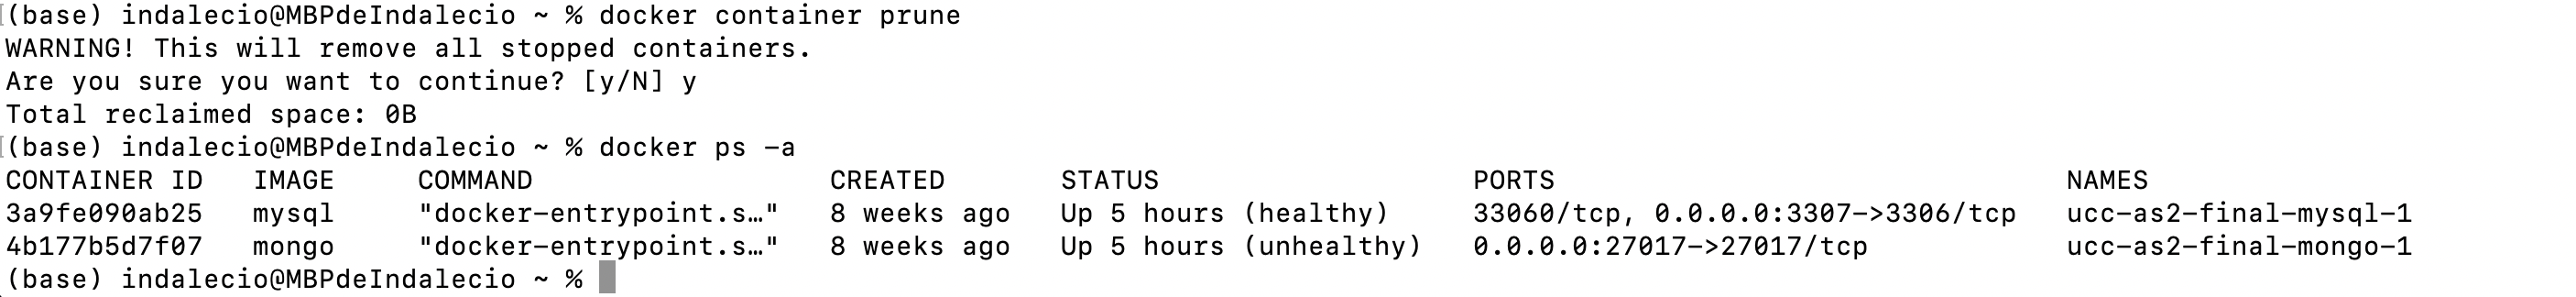 (base) indalecio@MBPdeIndalecio ~ % docker container prune
WARNING! This will remove all stopped containers.
Are you sure you want to continue? [y/N] y
Total reclaimed space: 0B
(base) indalecio@MBPdeIndalecio ~ % docker ps -a
CONTAINER ID   IMAGE     COMMAND                  CREATED       STATUS                   PORTS                               NAMES
3a9fe090ab25   mysql     "docker-entrypoint.s…"   8 weeks ago   Up 5 hours (healthy)     33060/tcp, 0.0.0.0:3307->3306/tcp   ucc-as2-final-mysql-1
4b177b5d7f07   mongo     "docker-entrypoint.s…"   8 weeks ago   Up 5 hours (unhealthy)   0.0.0.0:27017->27017/tcp            ucc-as2-final-mongo-1
(base) indalecio@MBPdeIndalecio ~ %